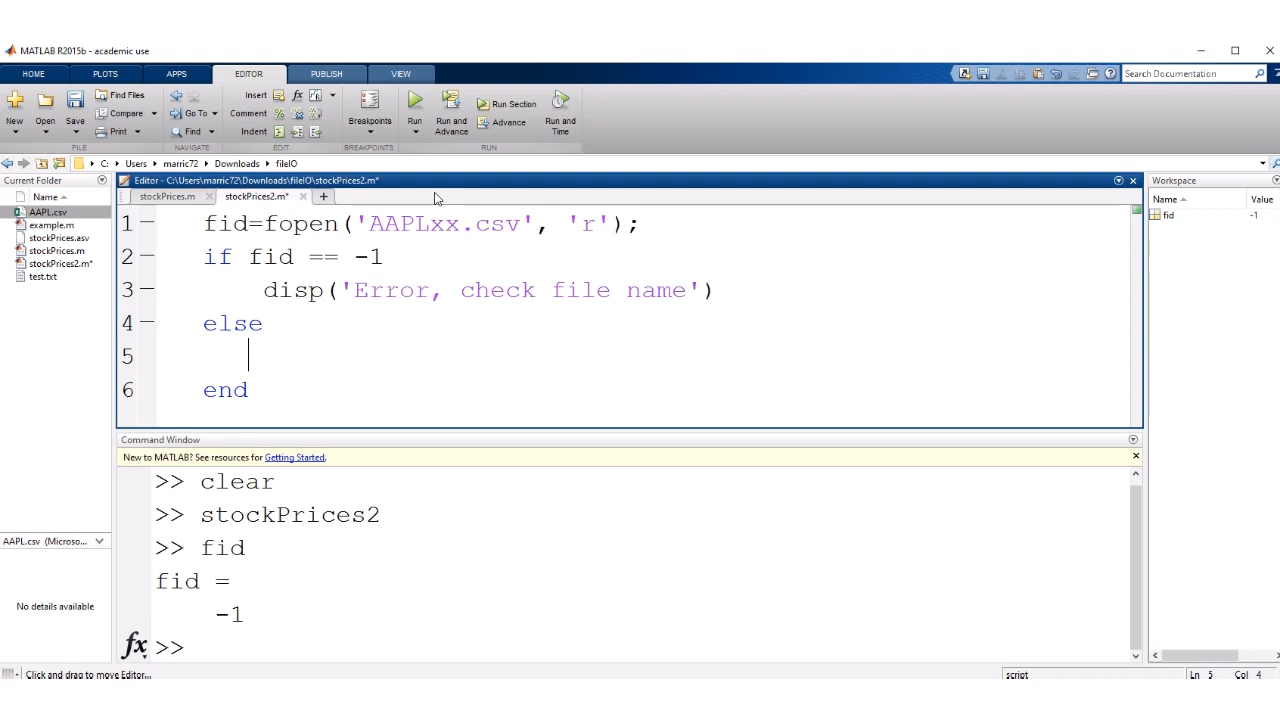 MATLAB R2015b - academic use
HOME PLOTS APPS EDITOR PUBLISH VIEW Search Documentation
New Open Save Find Files Compare Print Go To Find Insert Comment Indent Breakpoints Run Run and Advance Run Section Advance Run and Time
FILE NAVIGATE EDIT BREAKPOINTS RUN
C: Users marric72 Downloads fileIO
Current Folder
Name
AAPL.csv
example.m
stockPrices.asv
stockPrices.m
stockPrices2.m*
test.txt
AAPL.csv (Microso...
No details available
Editor - C:\Users\marric72\Downloads\fileIO\stockPrices2.m*
stockPrices.m stockPrices2.m*
1 fid=fopen('AAPLxx.csv', 'r');
2 if fid == -1
3 disp('Error, check file name')
4 else
5
6 end
Command Window
New to MATLAB? See resources for Getting Started.
>> clear
>> stockPrices2
>> fid
fid =
-1
fx >>
Workspace
Name Value
fid -1
Click and drag to move Editor...
script Ln 5 Col 4